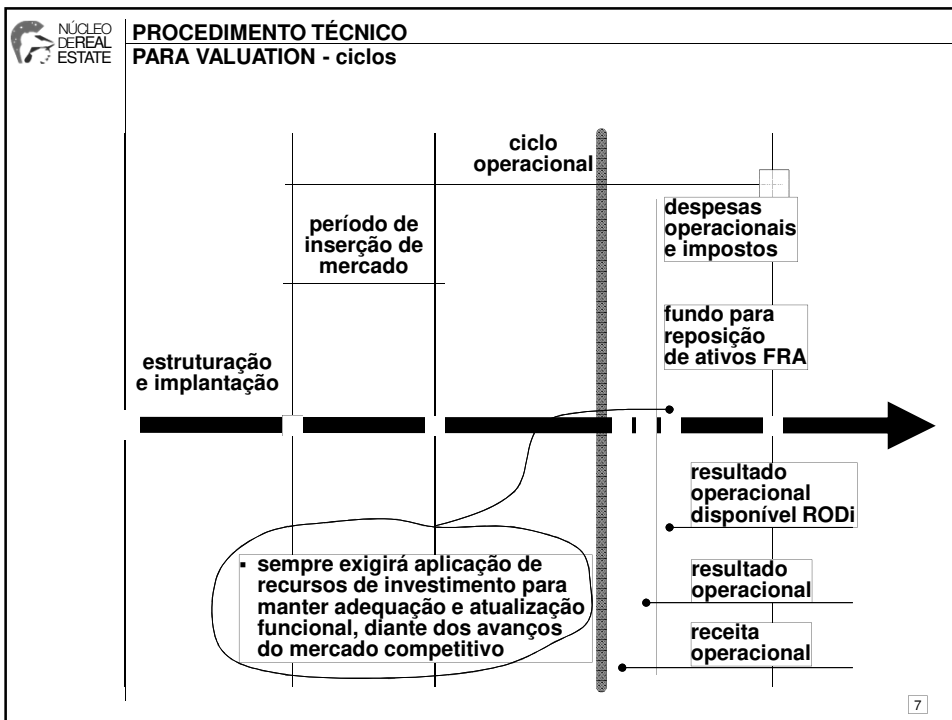 NÚCLEO
DEREAL
ESTATE
PROCEDIMENTO TÉCNICO
PARA VALUATION - ciclos
ciclo
operacional
período de
inserção de
mercado
despesas
operacionais
e impostos
fundo para
reposição
de ativos FRA
estruturação
e implantação
resultado
operacional
disponível RODi
▪ sempre exigirá aplicação de
recursos de investimento para
manter adequação e atualização
funcional, diante dos avanços
do mercado competitivo
resultado
operacional
receita
operacional
7